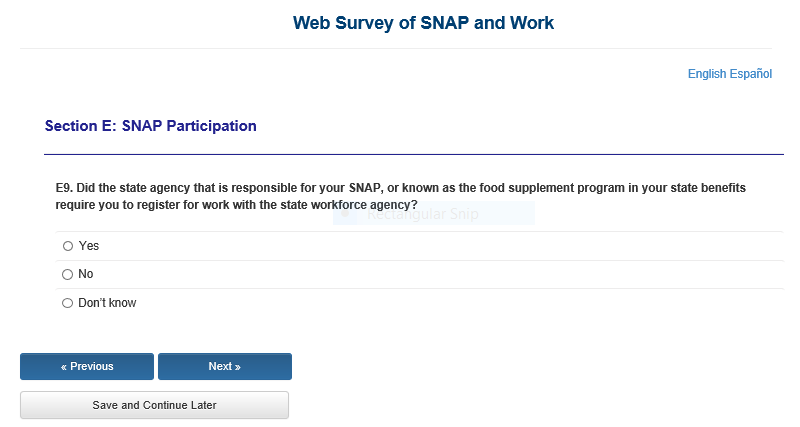 Web Survey of SNAP and Work
English Español
Section E: SNAP Participation
E9. Did the state agency that is responsible for your SNAP, or known as the food supplement program in your state benefits
require you to register for work with the state workforce agency?
Rectangular Snip
Yes
No
Don't know
« Previous
Next »
Save and Continue Later